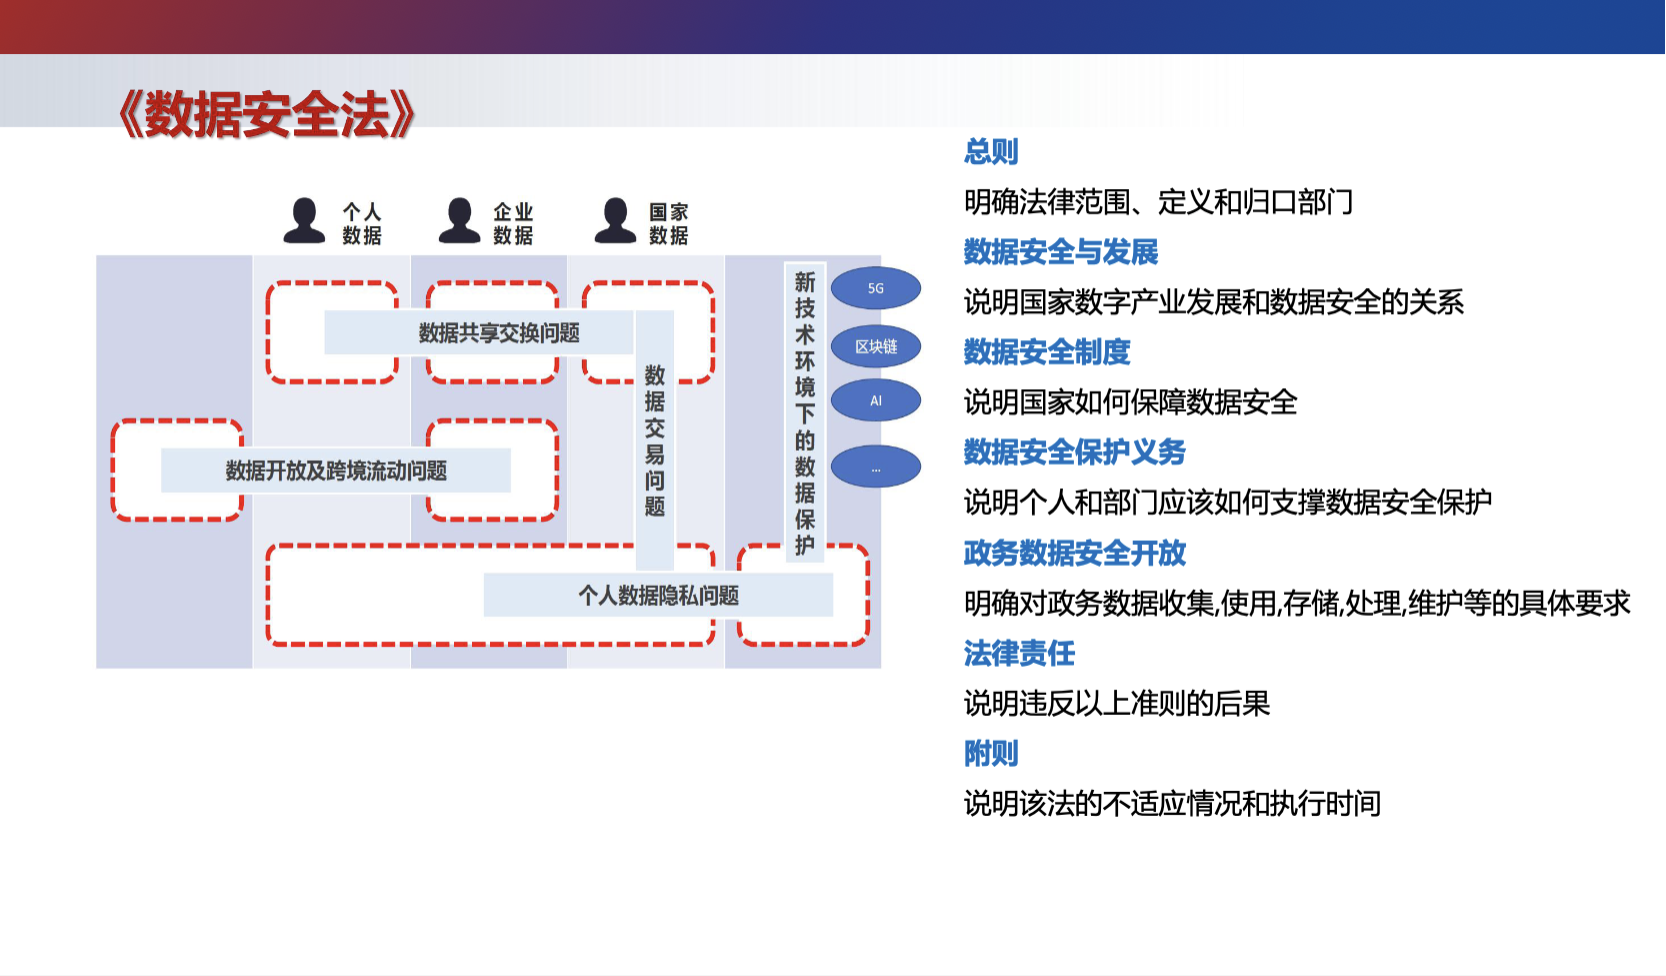 《数据安全法》
个人
数据
企业
数据
国家
数据
数据共享交换问题
数据交易问题
新技术环境下的数据保护
5G
区块链
AI
...
数据开放及跨境流动问题
个人数据隐私问题
总则
明确法律范围、定义和归口部门
数据安全与发展
说明国家数字产业发展和数据安全的关系
数据安全制度
说明国家如何保障数据安全
数据安全保护义务
说明个人和部门应该如何支撑数据安全保护
政务数据安全开放
明确对政务数据收集,使用,存储,处理,维护等的具体要求
法律责任
说明违反以上准则的后果
附则
说明该法的不适应情况和执行时间